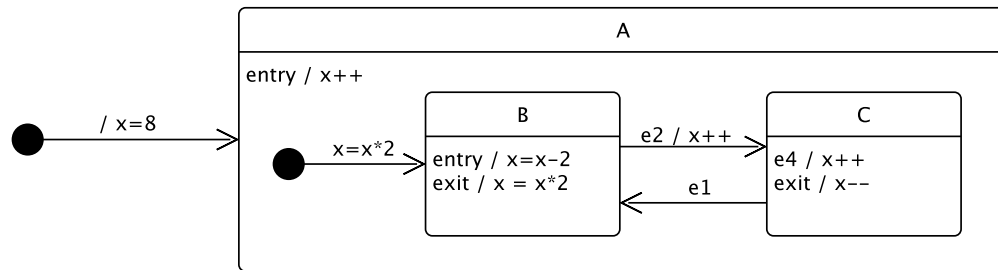 A
entry / x++
/ x=8
B
C
x=x*2
e2 / x++
entry / x=x-2
exit / x = x*2
e4 / x++
exit / x--
e1